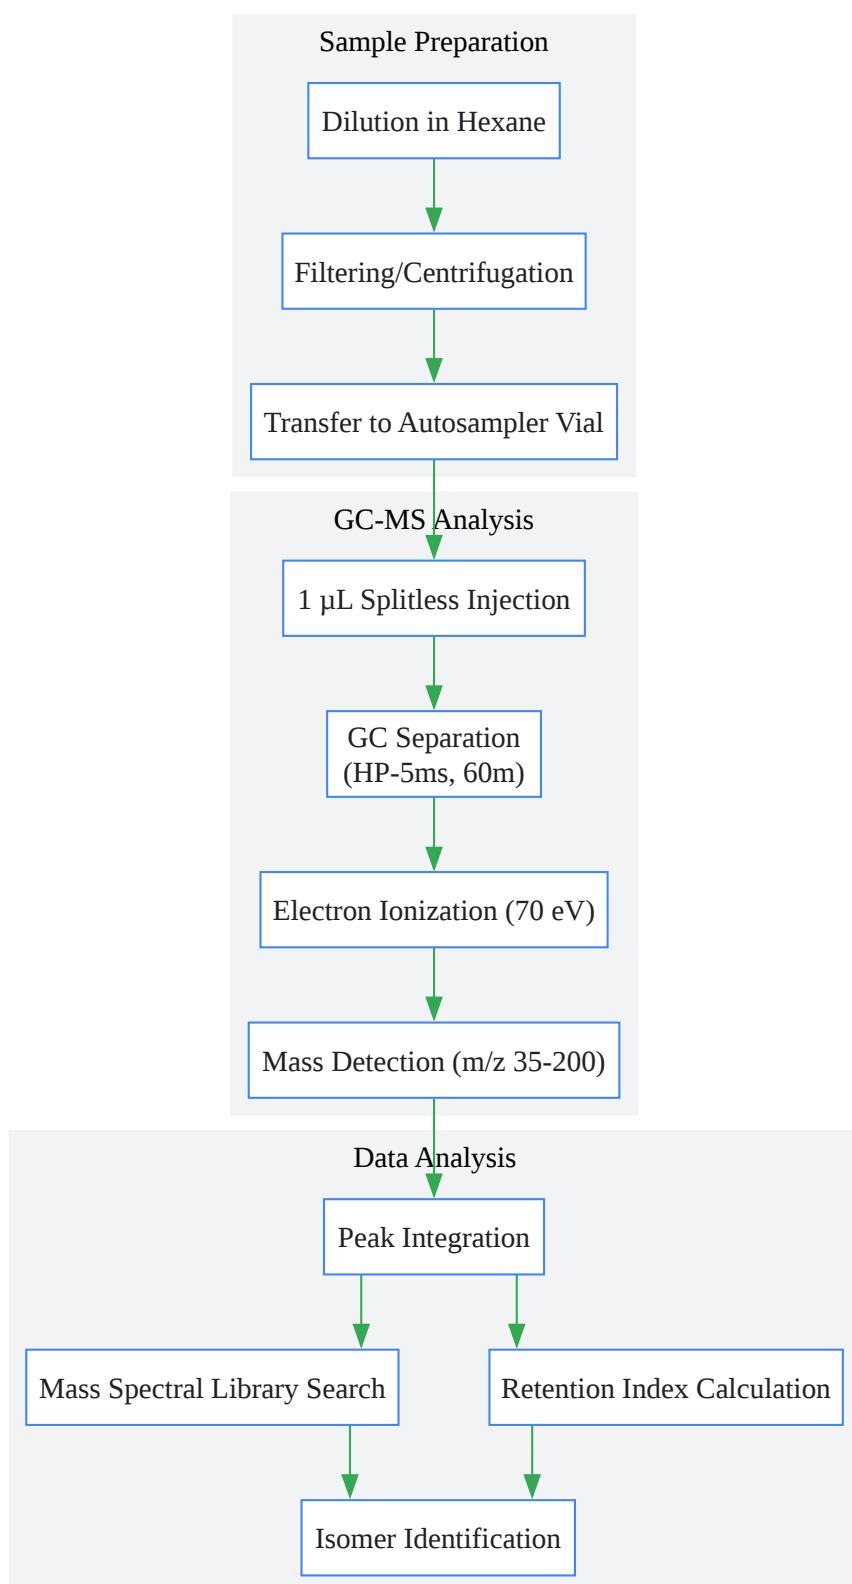 Sample Preparation
Dilution in Hexane
Filtering/Centrifugation
Transfer to Autosampler Vial
GC-MS Analysis
1 µL Splitless Injection
GC Separation
(HP-5ms, 60m)
Electron Ionization (70 eV)
Mass Detection (m/z 35-200)
Data Analysis
Peak Integration
Mass Spectral Library Search
Retention Index Calculation
Isomer Identification